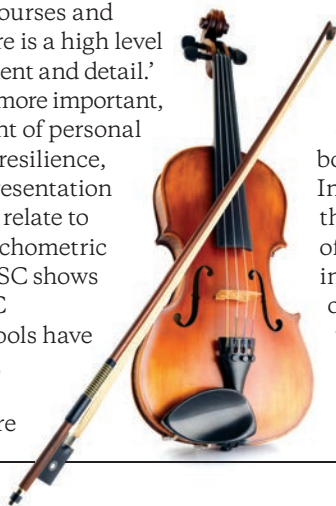 ourses and
re is a high level
ent and detail.'
more important,
nt of personal
resilience,
resentation
relate to
chometric
SC shows
C
ools have
re
bo
In
th
of
in
c